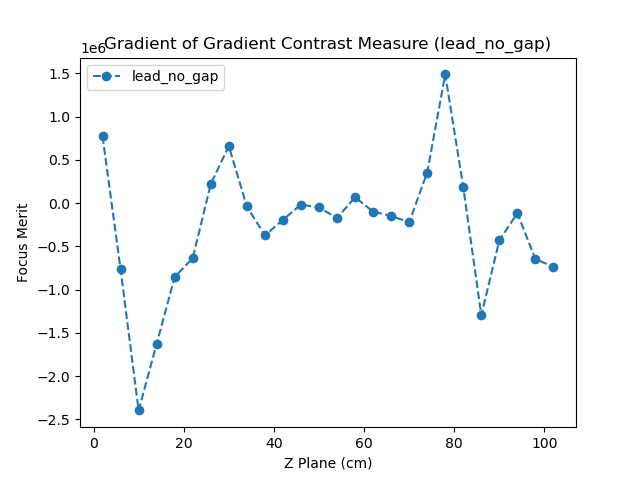 Gradient of Gradient Contrast Measure (lead_no_gap)
1e6
lead_no_gap
1.5
1.0
0.5
0.0
−0.5
−1.0
−1.5
−2.0
−2.5
Focus Merit
0 20 40 60 80 100
Z Plane (cm)